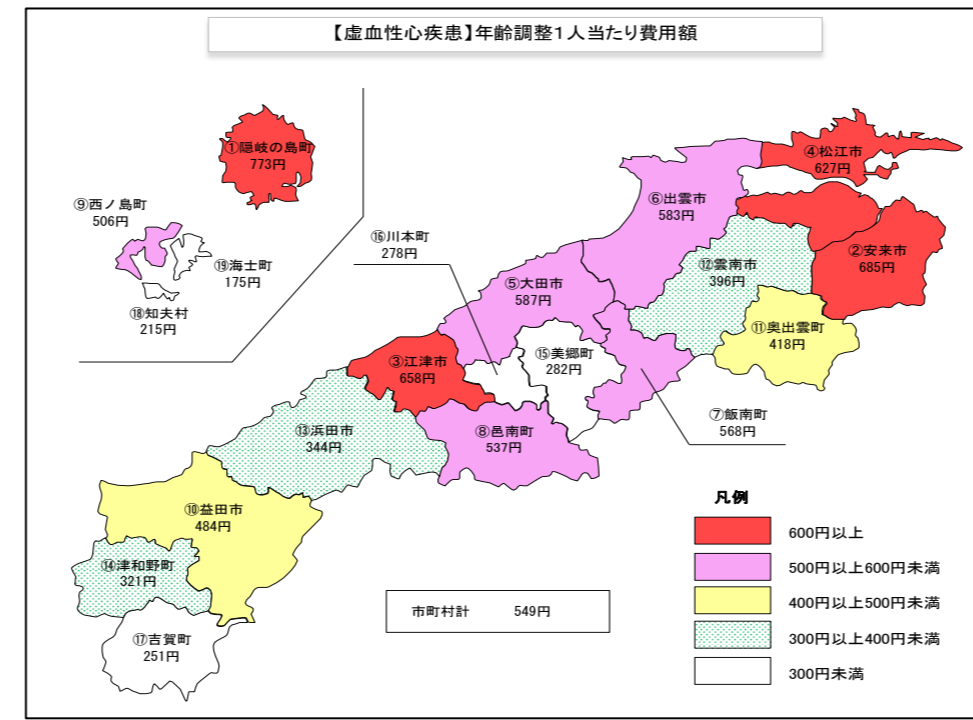 【虚血性心疾患】年齢調整1人当たり費用額
①隠岐の島町
773円
⑨西ノ島町
506円
⑲海士町
175円
⑱知夫村
215円
⑯川本町
278円
④松江市
627円
⑥出雲市
583円
②安来市
685円
⑫雲南市
396円
⑤大田市
587円
⑪奥出雲町
418円
⑮美郷町
282円
③江津市
658円
⑦飯南町
568円
⑧邑南町
537円
⑬浜田市
344円
⑩益田市
484円
⑭津和野町
321円
⑰吉賀町
251円
市町村計 549円
凡例
600円以上
500円以上600円未満
400円以上500円未満
300円以上400円未満
300円未満